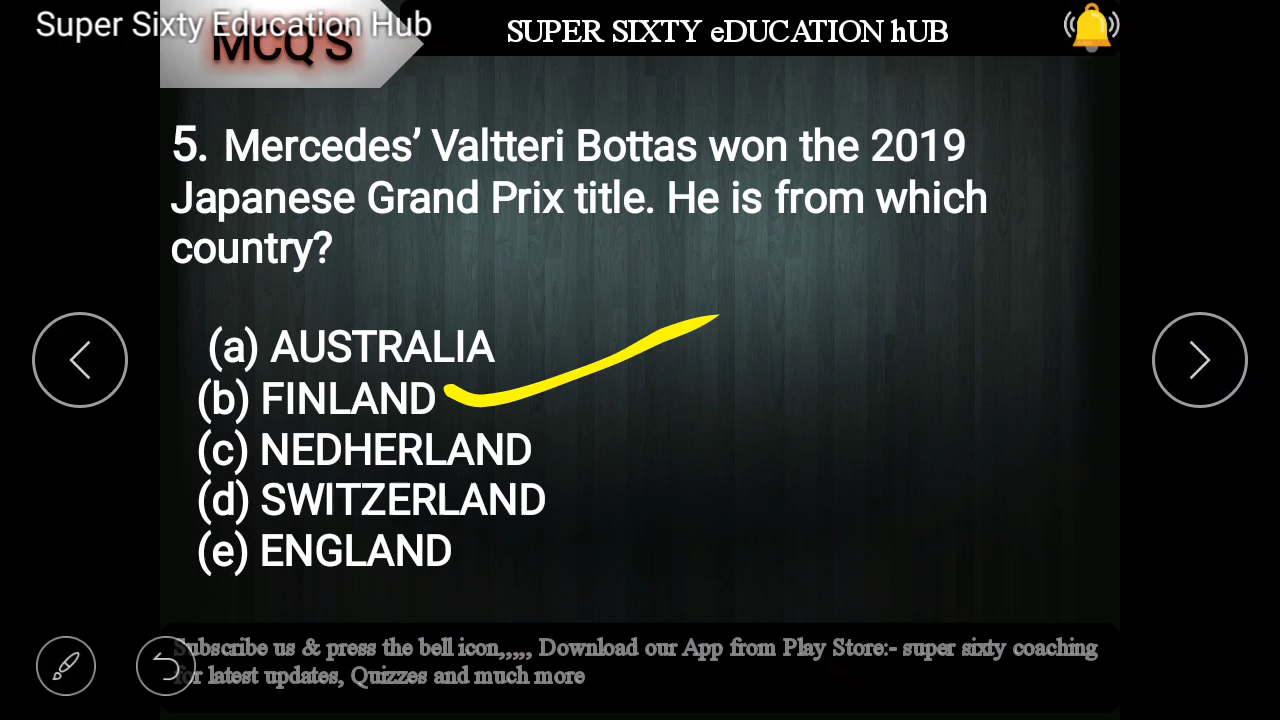 Super Sixty Education Hub
MCQ'S
SUPER SIXTY eDUCATION hUB
5. Mercedes’ Valtteri Bottas won the 2019
Japanese Grand Prix title. He is from which
country?
(a) AUSTRALIA
(b) FINLAND
(c) NEDHERLAND
(d) SWITZERLAND
(e) ENGLAND
Subscribe us & press the bell icon,,,,, Download our App from Play Store:- super sixty coaching
for latest updates, Quizzes and much more